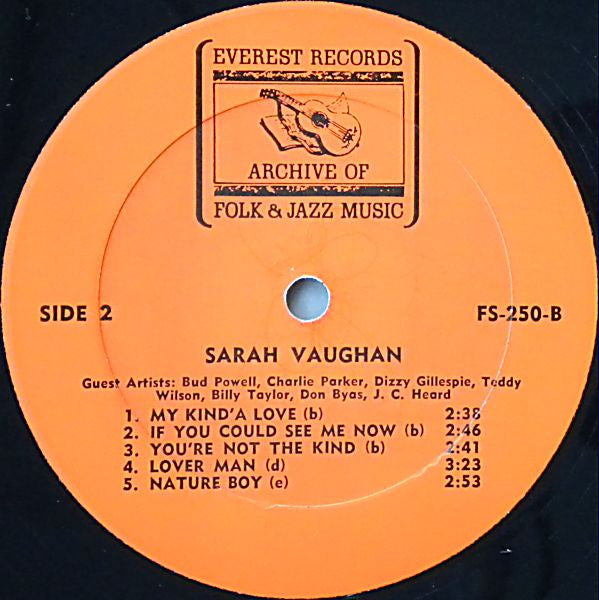 EVEREST RECORDS
ARCHIVE OF
FOLK & JAZZ MUSIC
SIDE 2
FS-250-B
SARAH VAUGHAN
Guest Artists: Bud Powell, Charlie Parker, Dizzy Gillespie, Teddy
Wilson, Billy Taylor, Don Byas, J. C. Heard
1. MY KIND'A LOVE (b) 2:38
2. IF YOU COULD SEE ME NOW (b) 2:46
3. YOU'RE NOT THE KIND (b) 2:41
4. LOVER MAN (d) 3:23
5. NATURE BOY (e) 2:53